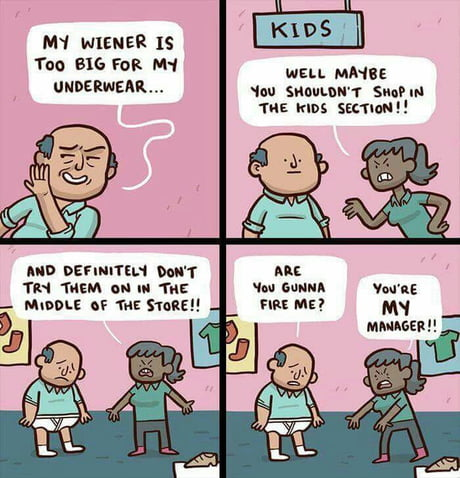 MY WIENER IS
TOO BIG FOR MY
UNDERWEAR...
KIDS
WELL MAYBE
YOU SHOULDN'T SHOP IN
THE KIDS SECTION!!
AND DEFINITELY DON'T
TRY THEM ON IN THE
MIDDLE OF THE STORE!!
ARE
YOU GUNNA
FIRE ME?
YOU'RE
MY
MANAGER!!